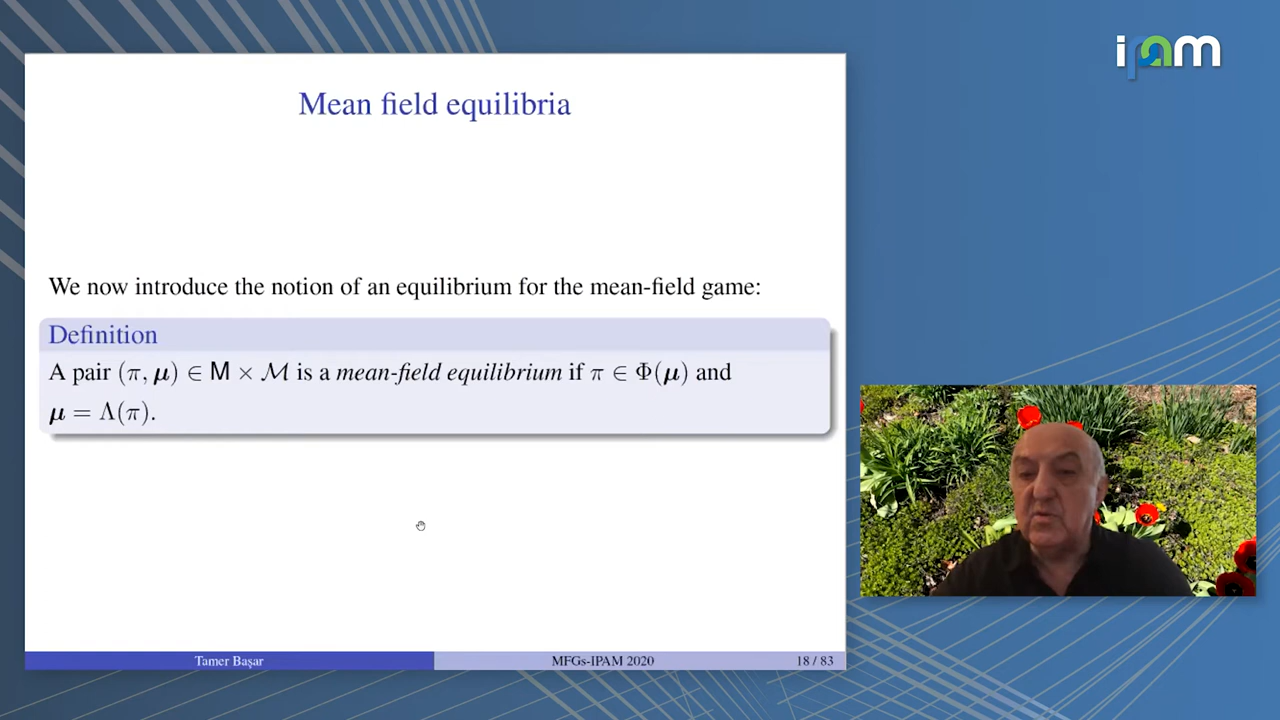 ipam
Mean field equilibria
We now introduce the notion of an equilibrium for the mean-field game:
Definition
A pair (π, μ) ∈ M × ℳ is a mean-field equilibrium if π ∈ Φ(μ) and
μ = Λ(π).
Tamer Başar MFGs-IPAM 2020 18 / 83